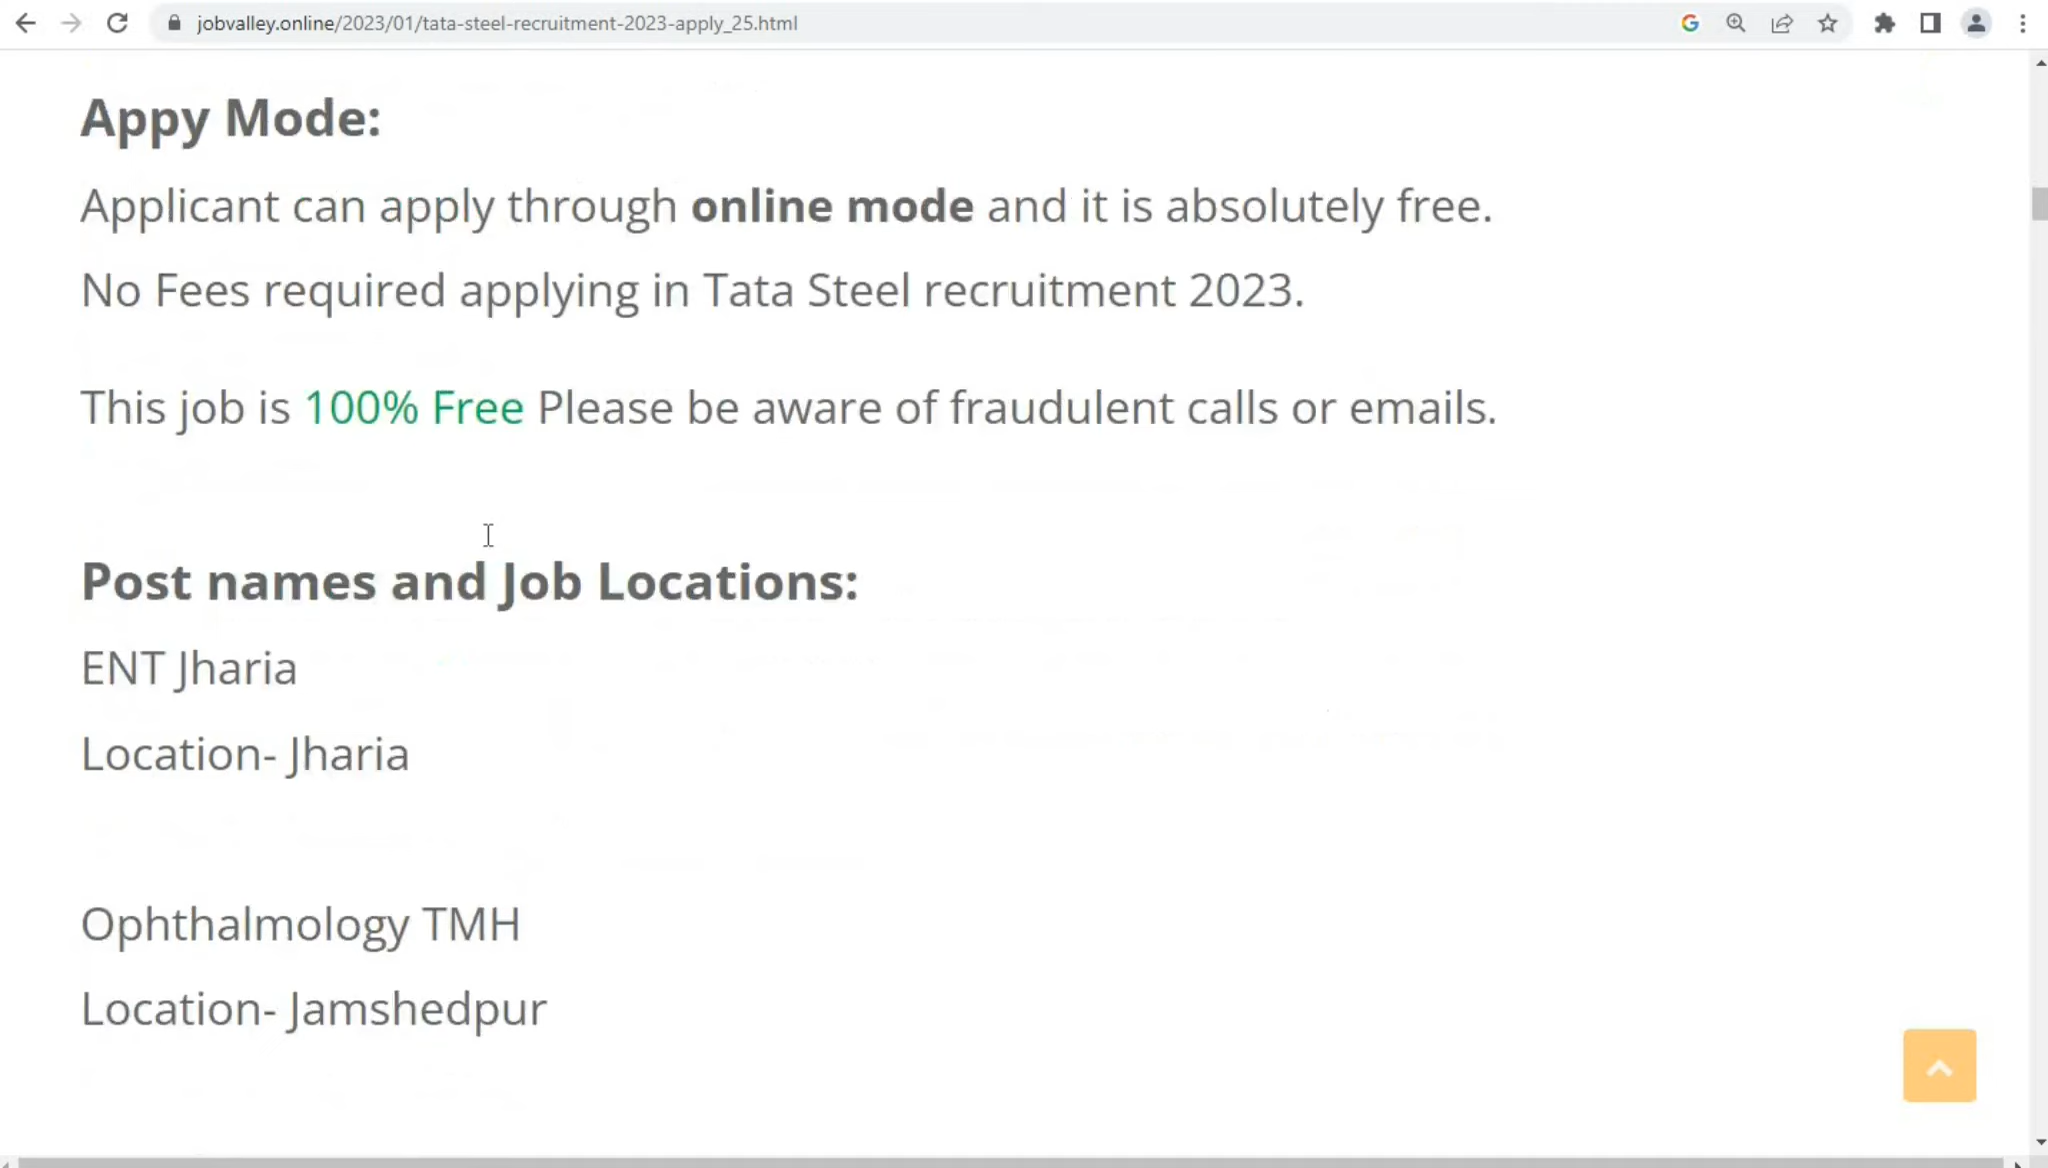 jobvalley.online/2023/01/tata-steel-recruitment-2023-apply_25.html
Appy Mode:
Applicant can apply through online mode and it is absolutely free.
No Fees required applying in Tata Steel recruitment 2023.
This job is 100% Free Please be aware of fraudulent calls or emails.
Post names and Job Locations:
ENT Jharia
Location- Jharia
Ophthalmology TMH
Location- Jamshedpur